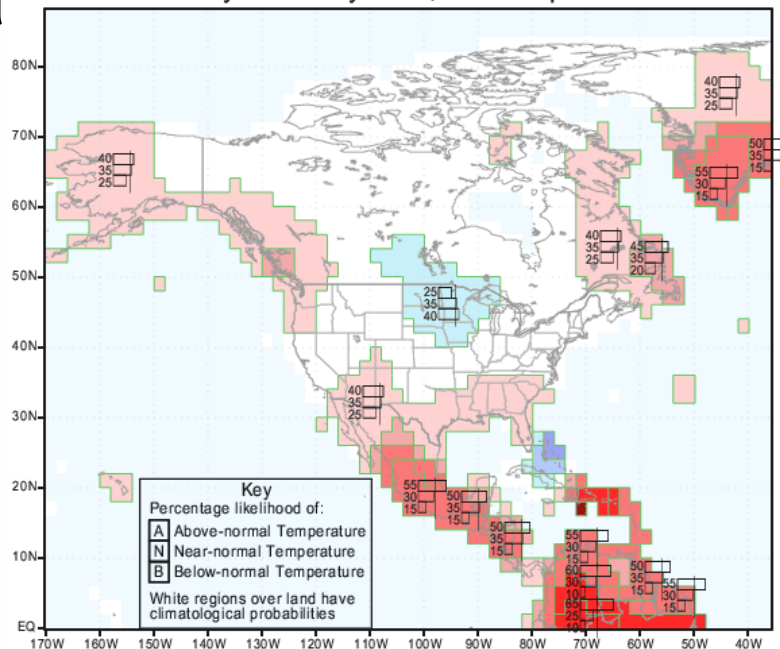 80N
40
35
25
70N
50
35
15
40
35
25
55
30
15
60N
40
35
25
45
35
20
50N
25
35
40
40N
40
35
25
30N
20N
55
30
15
50
35
15
Key
Percentage likelihood of:
A Above-normal Temperature
N Near-normal Temperature
B Below-normal Temperature
White regions over land have
climatological probabilities
50
35
15
10N
55
30
15
60
30
10
50
35
15
55
30
15
65
25
10
EQ
170W 160W 150W 140W 130W 120W 110W 100W 90W 80W 70W 60W 50W 40W